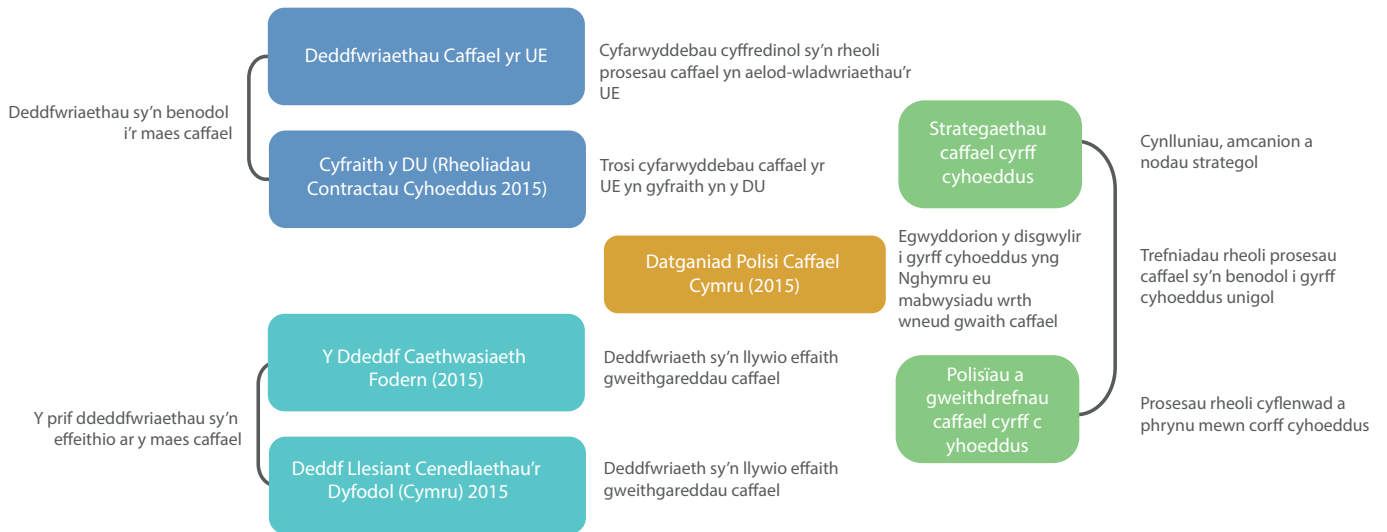 Deddfwriaethau sy'n benodol
i'r maes caffael
Deddfwriaethau Caffael yr UE
Cyfarwyddebau cyffredinol sy'n rheoli
prosesau caffael yn aelod-wladwriaethau'r
UE
Cyfraith y DU (Rheoliadau
Contractau Cyhoeddus 2015)
Trosi cyfarwyddebau caffael yr
UE yn gyfraith yn y DU
Datganiad Polisi Caffael
Cymru (2015)
Egwyddorion y disgwylir
i gyrff cyhoeddus yng
Nghymru eu
mabwysiadu wrth
wneud gwaith caffael
Y prif ddeddfwriaethau sy'n
effeithio ar y maes caffael
Y Ddeddf Caethwasiaeth
Fodern (2015)
Deddfwriaeth sy'n llywio effaith
gweithgareddau caffael
Deddf Llesiant Cenedlaethau'r
Dyfodol (Cymru) 2015
Deddfwriaeth sy'n llywio effaith
gweithgareddau caffael
Strategaethau
caffael cyrff
cyhoeddus
Cynlluniau, amcanion a
nodau strategol
Trefniadau rheoli prosesau
caffael sy'n benodol i gyrff
cyhoeddus unigol
Polisïau a
gweithdrefnau
caffael cyrff c
yhoeddus
Prosesau rheoli cyflenwad a
phrynu mewn corff cyhoeddus